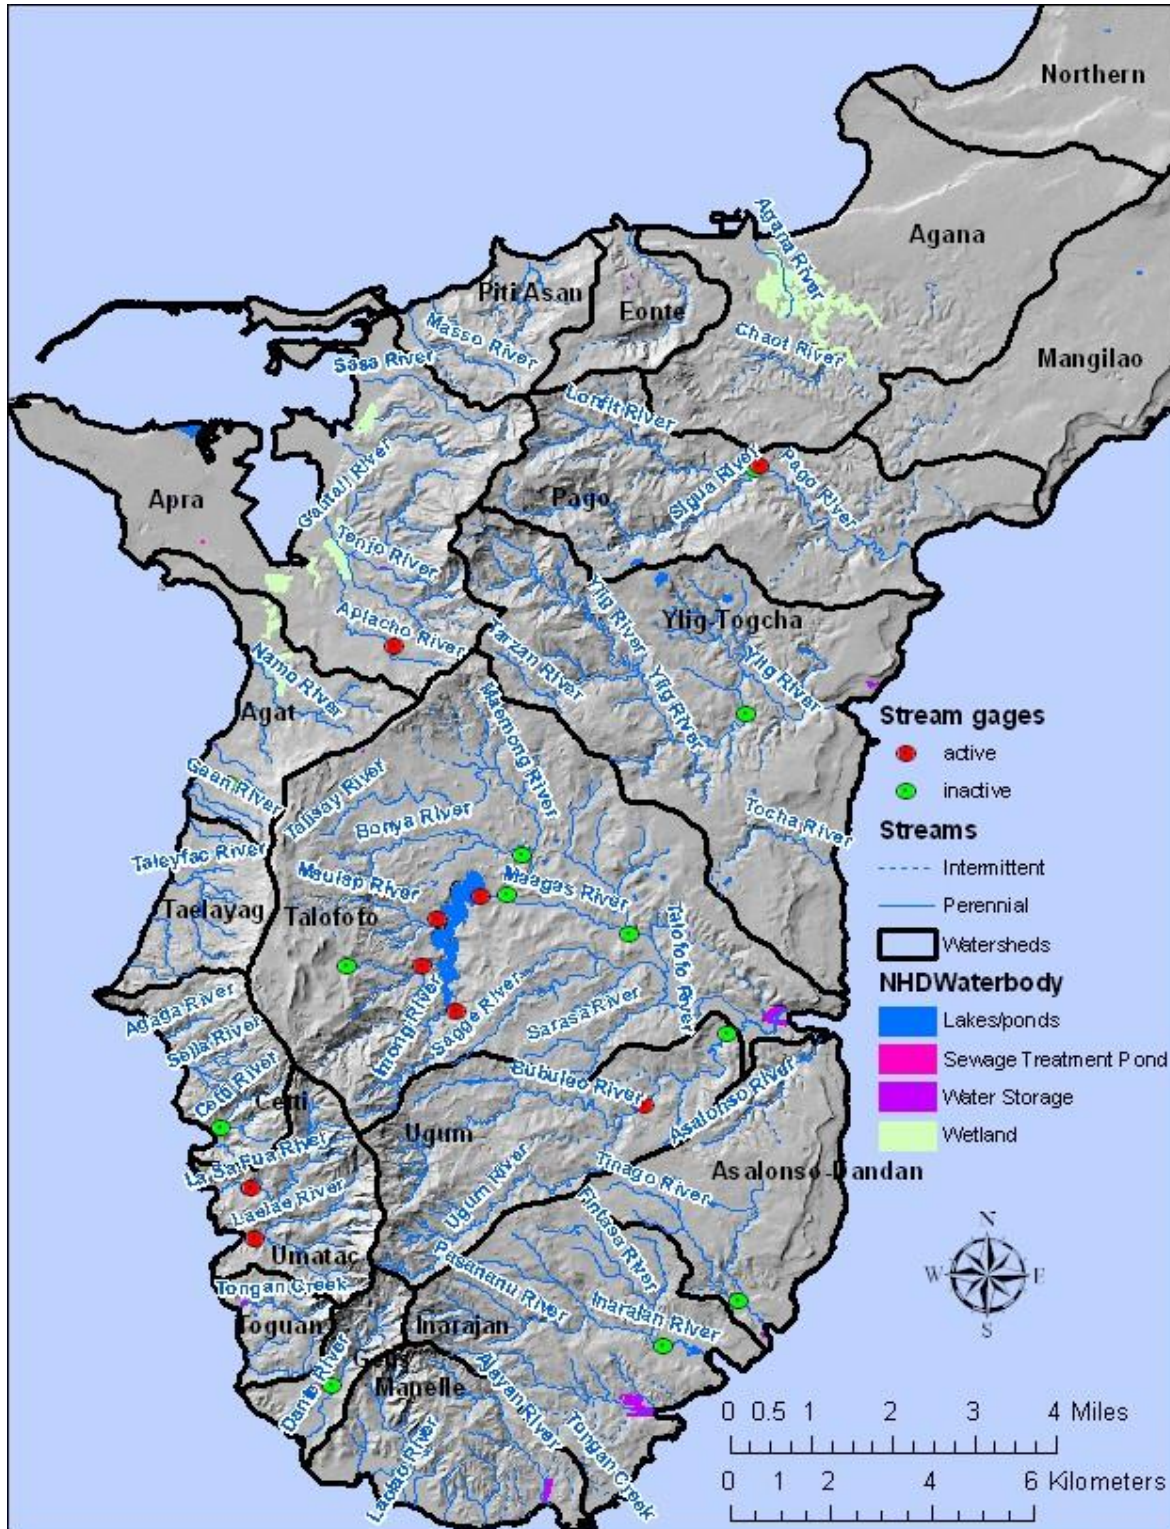 Northern
Agana River
Agana
Piti Asan
Fonte
Masso River
Sasa River
Chaot River
Mangilao
Lonfit River
Apra
Pago
Sigua River
Pago River
Tenjo River
Ylig River
Ylig-Togcha
Aplacho River
Tarzan River
Ylig River
Ylig River
Namo River
Agat
Maemong River
Stream gages
active
inactive
Gaan River
Talisay River
Bonya River
Tocha River
Streams
Intermittent
Perennial
Watersheds
Taleyfac River
Maulap River
Maagas River
Taelayag
Talofofo
Talofofo River
NHDWaterbody
Lakes/ponds
Sewage Treatment Pond
Water Storage
Wetland
Agaga River
Sella River
Imong River
Sagge River
Sarasa River
Cetti River
Cetti
Bubulao River
Asalonso River
Ugum
La Sa Fua River
Laelae River
Ugum River
Tinago River
Asalonso-Dandan
Fintasa River
Umatac
Pasananu River
N
W E
S
Tongan Creek
Toguan
Inarajan
Inarajan River
Geus
Manelle
Dante River
Ajayan River
Laolao River
Tongan Creek
0 0.5 1 2 3 4 Miles
0 1 2 4 6 Kilometers